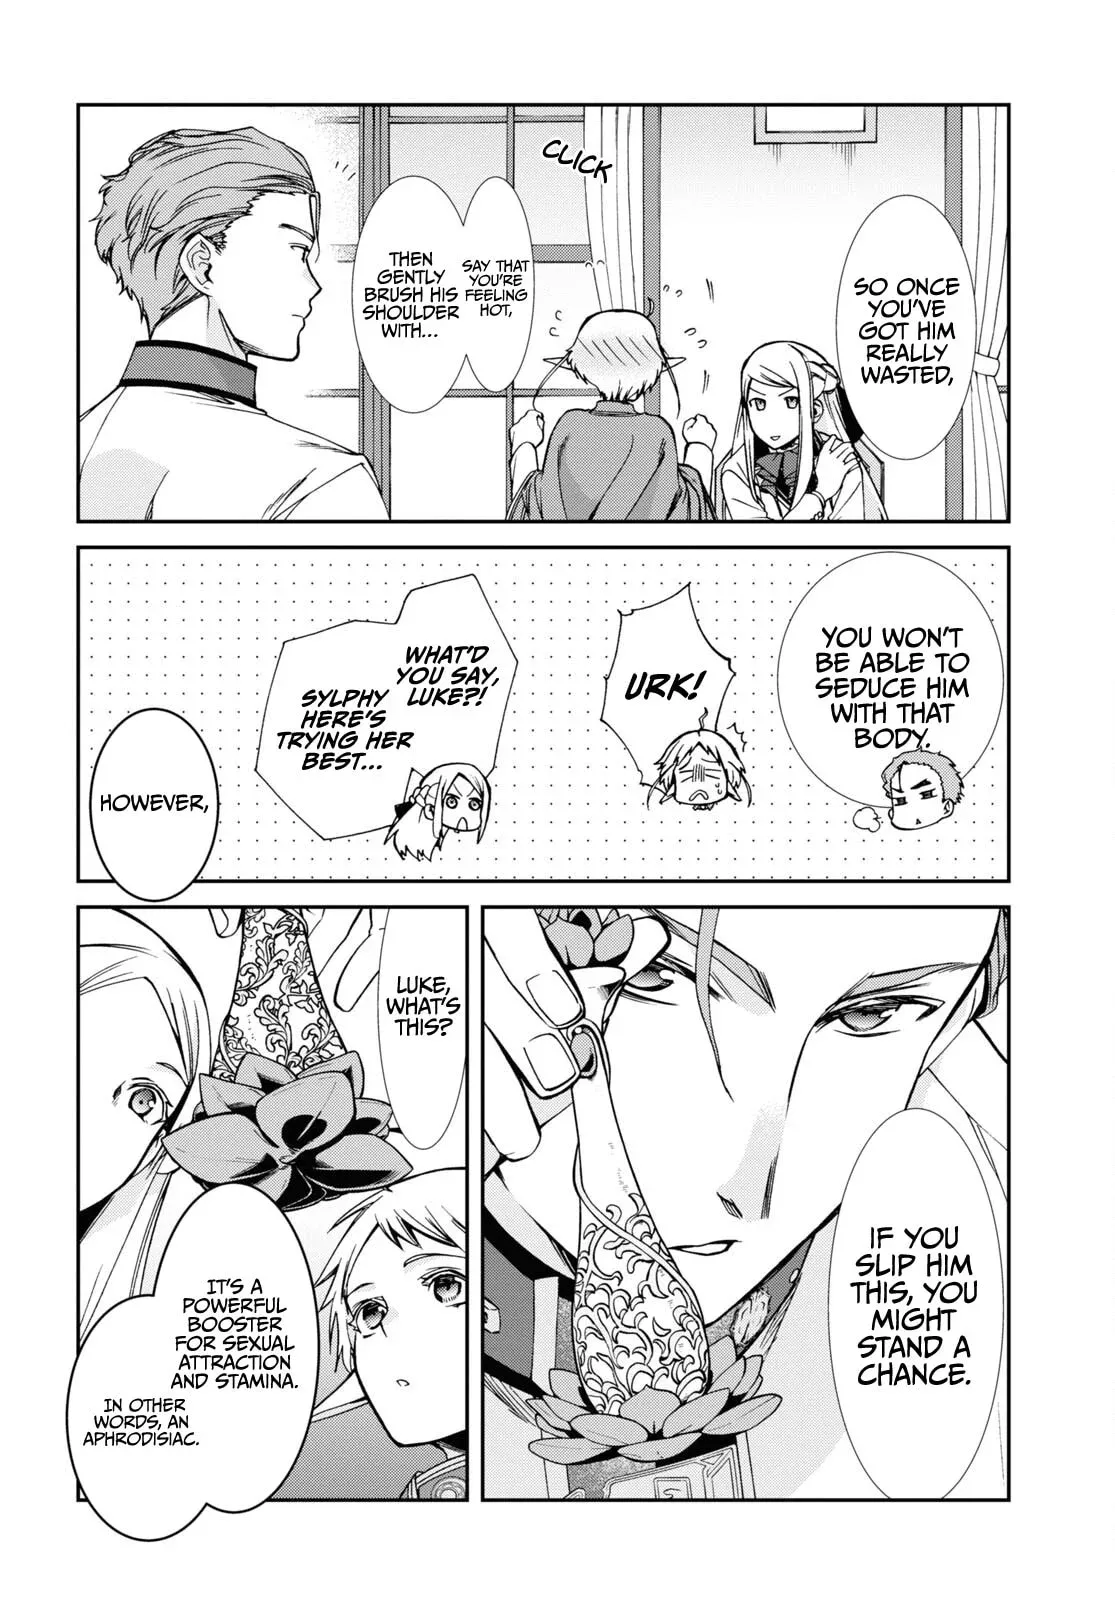 SO ONCE
YOU'VE
GOT HIM
REALLY
WASTED,
CLICK
SAY THAT
YOU'RE
FEELING
HOT,
THEN
GENTLY
BRUSH HIS
SHOULDER
WITH...
YOU WON'T
BE ABLE TO
SEDUCE HIM
WITH THAT
BODY.
URK!
WHAT'D
YOU SAY,
LUKE?!
SYLPHY
HERE'S
TRYING HER
BEST...
HOWEVER,
IF YOU
SLIP HIM
THIS, YOU
MIGHT
STAND A
CHANCE.
LUKE,
WHAT'S
THIS?
IT'S A
POWERFUL
BOOSTER
FOR SEXUAL
ATTRACTION
AND STAMINA.
IN OTHER
WORDS, AN
APHRODISIAC.